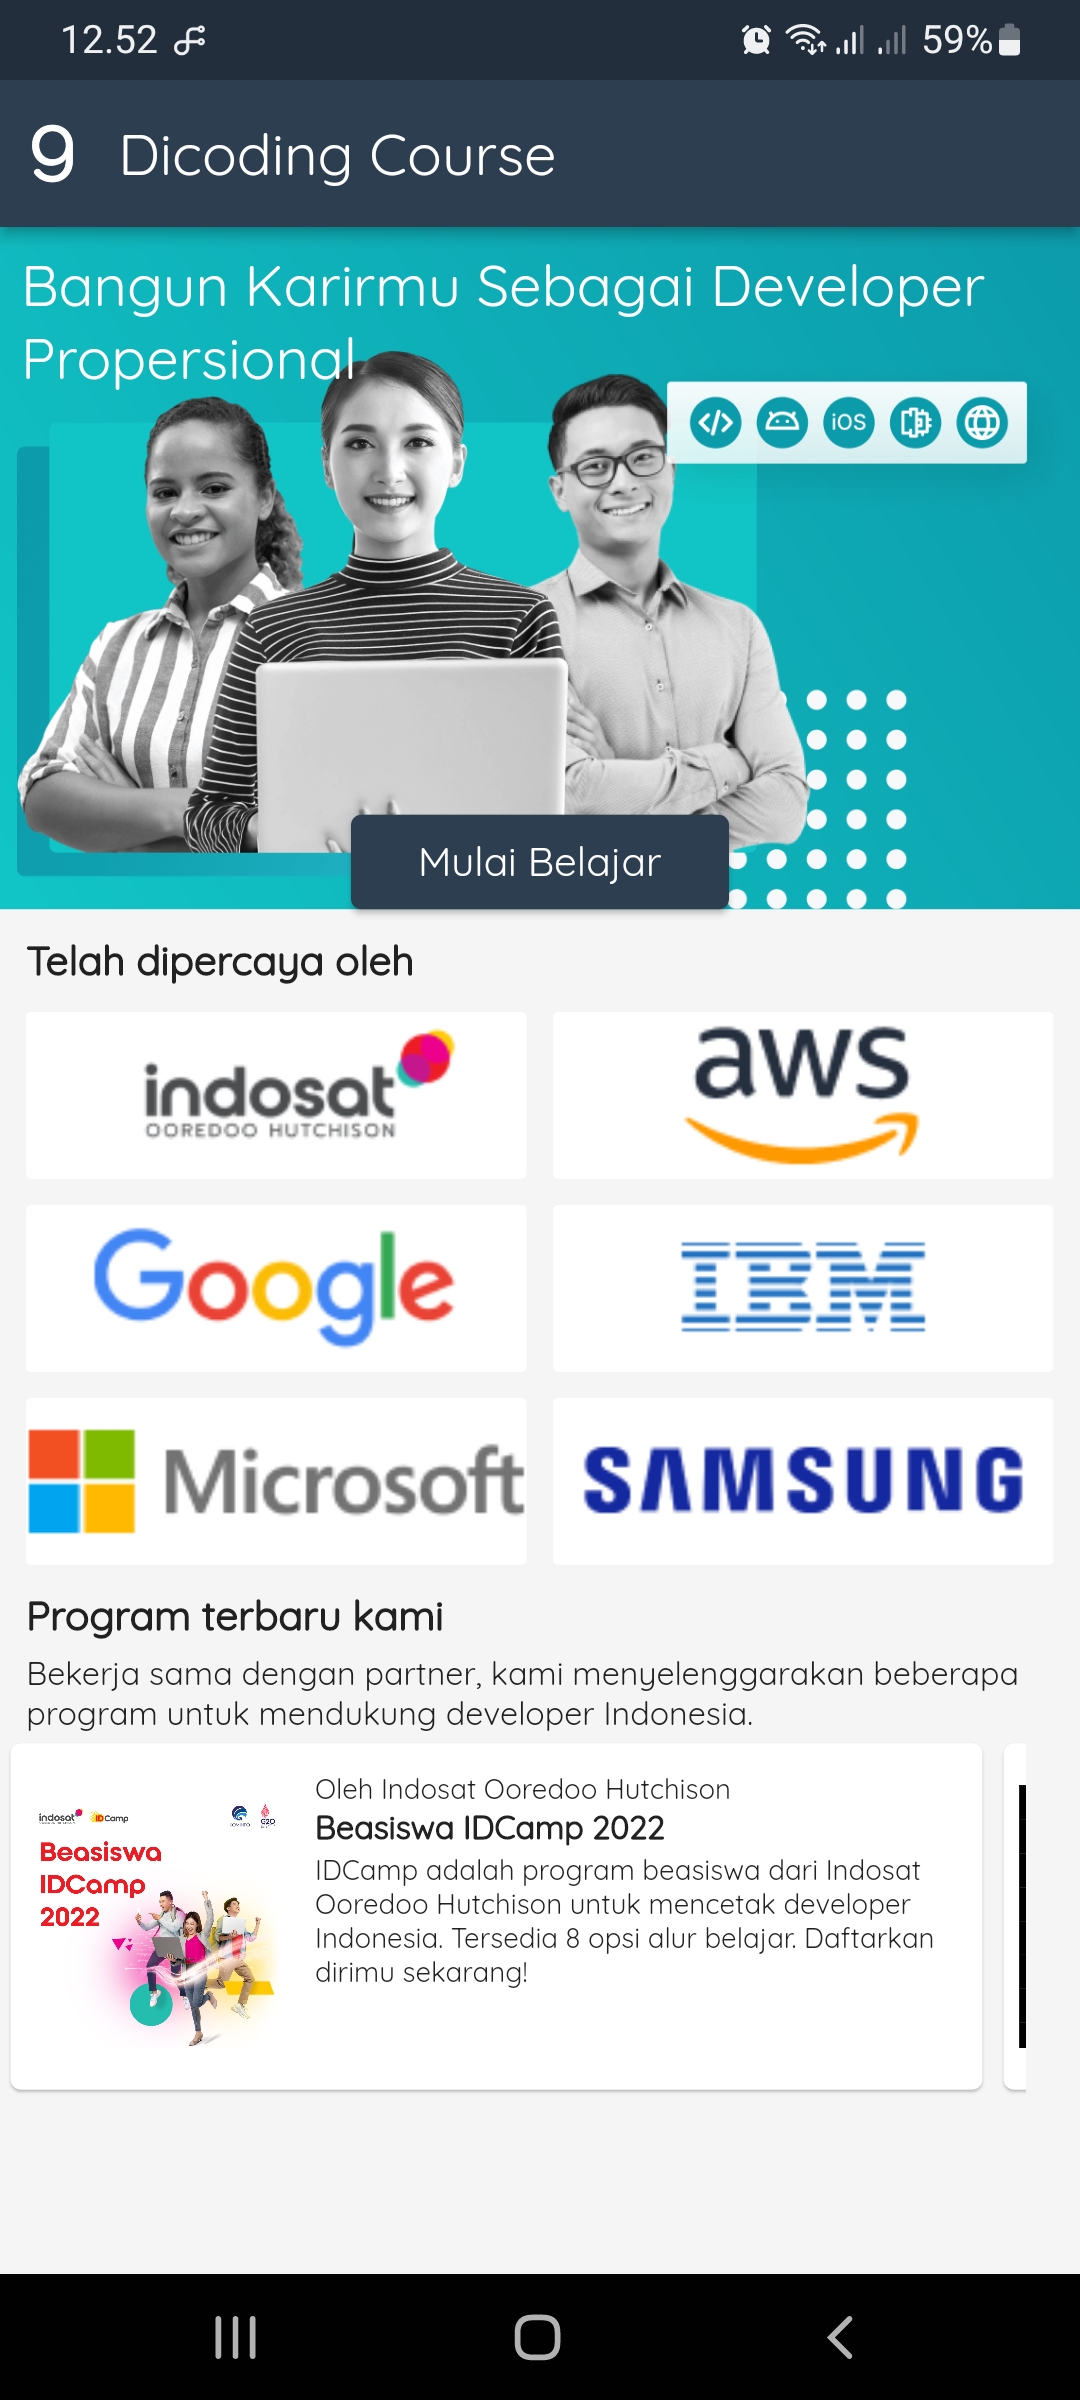 12.52
59%
9 Dicoding Course
Bangun Karirmu Sebagai Developer
Propersional
iOS
Mulai Belajar
Telah dipercaya oleh
indosat
OOREDOO HUTCHISON
aws
Google
IBM
Microsoft
SAMSUNG
Program terbaru kami
Bekerja sama dengan partner, kami menyelenggarakan beberapa
program untuk mendukung developer Indonesia.
indosat IDCamp
G20
Beasiswa
IDCamp
2022
Oleh Indosat Ooredoo Hutchison
Beasiswa IDCamp 2022
IDCamp adalah program beasiswa dari Indosat
Ooredoo Hutchison untuk mencetak developer
Indonesia. Tersedia 8 opsi alur belajar. Daftarkan
dirimu sekarang!